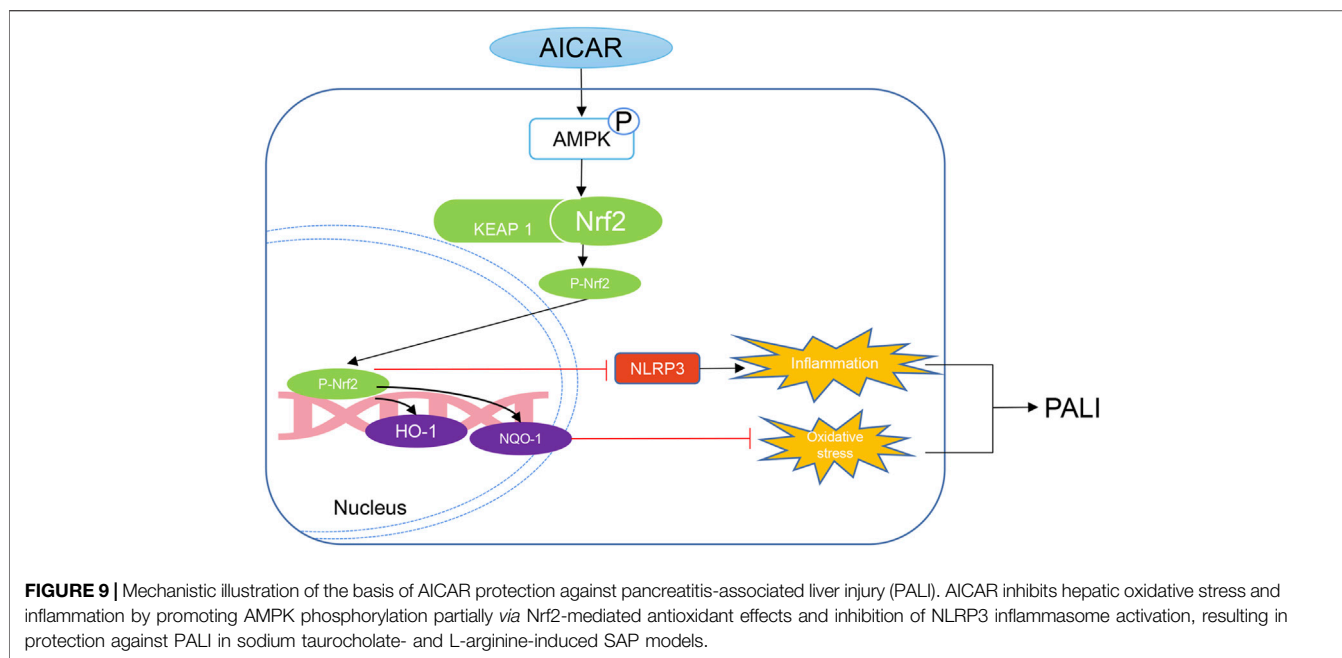 AICAR
P
AMPK
KEAP 1
Nrf2
P-Nrf2
P-Nrf2
NLRP3
Inflammation
HO-1
NQO-1
Oxidative
stress
PALI
Nucleus
FIGURE 9 | Mechanistic illustration of the basis of AICAR protection against pancreatitis-associated liver injury (PALI). AICAR inhibits hepatic oxidative stress and
inflammation by promoting AMPK phosphorylation partially via Nrf2-mediated antioxidant effects and inhibition of NLRP3 inflammasome activation, resulting in
protection against PALI in sodium taurocholate- and L-arginine-induced SAP models.